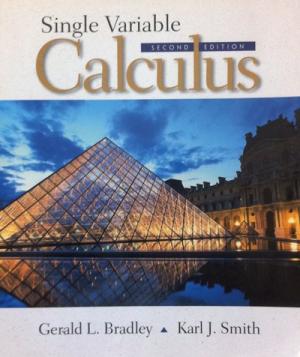 Single Variable
SECOND EDITION
Calculus
Gerald L. Bradley ▲ Karl J. Smith